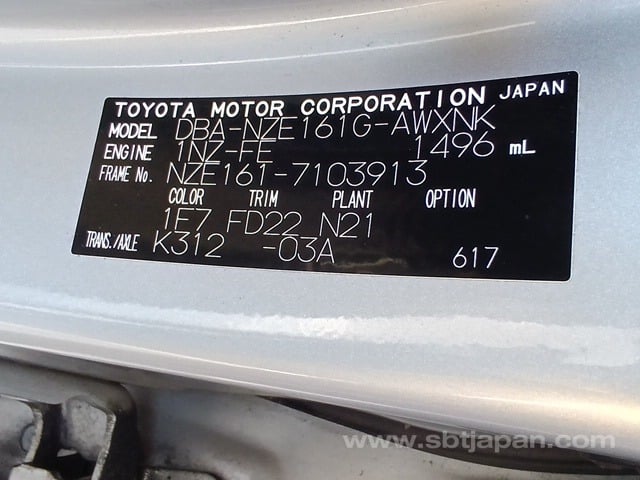 TOYOTA MOTOR CORPORATION JAPAN
MODEL DBA-NZE161G-AWXNK
ENGINE 1NZ-FE 1496 mL
FRAME No. NZE161-7103913
COLOR TRIM PLANT OPTION
1F7 FD22 N21
TRANS./AXLE K312 -03A 617
www.sbtjapan.com